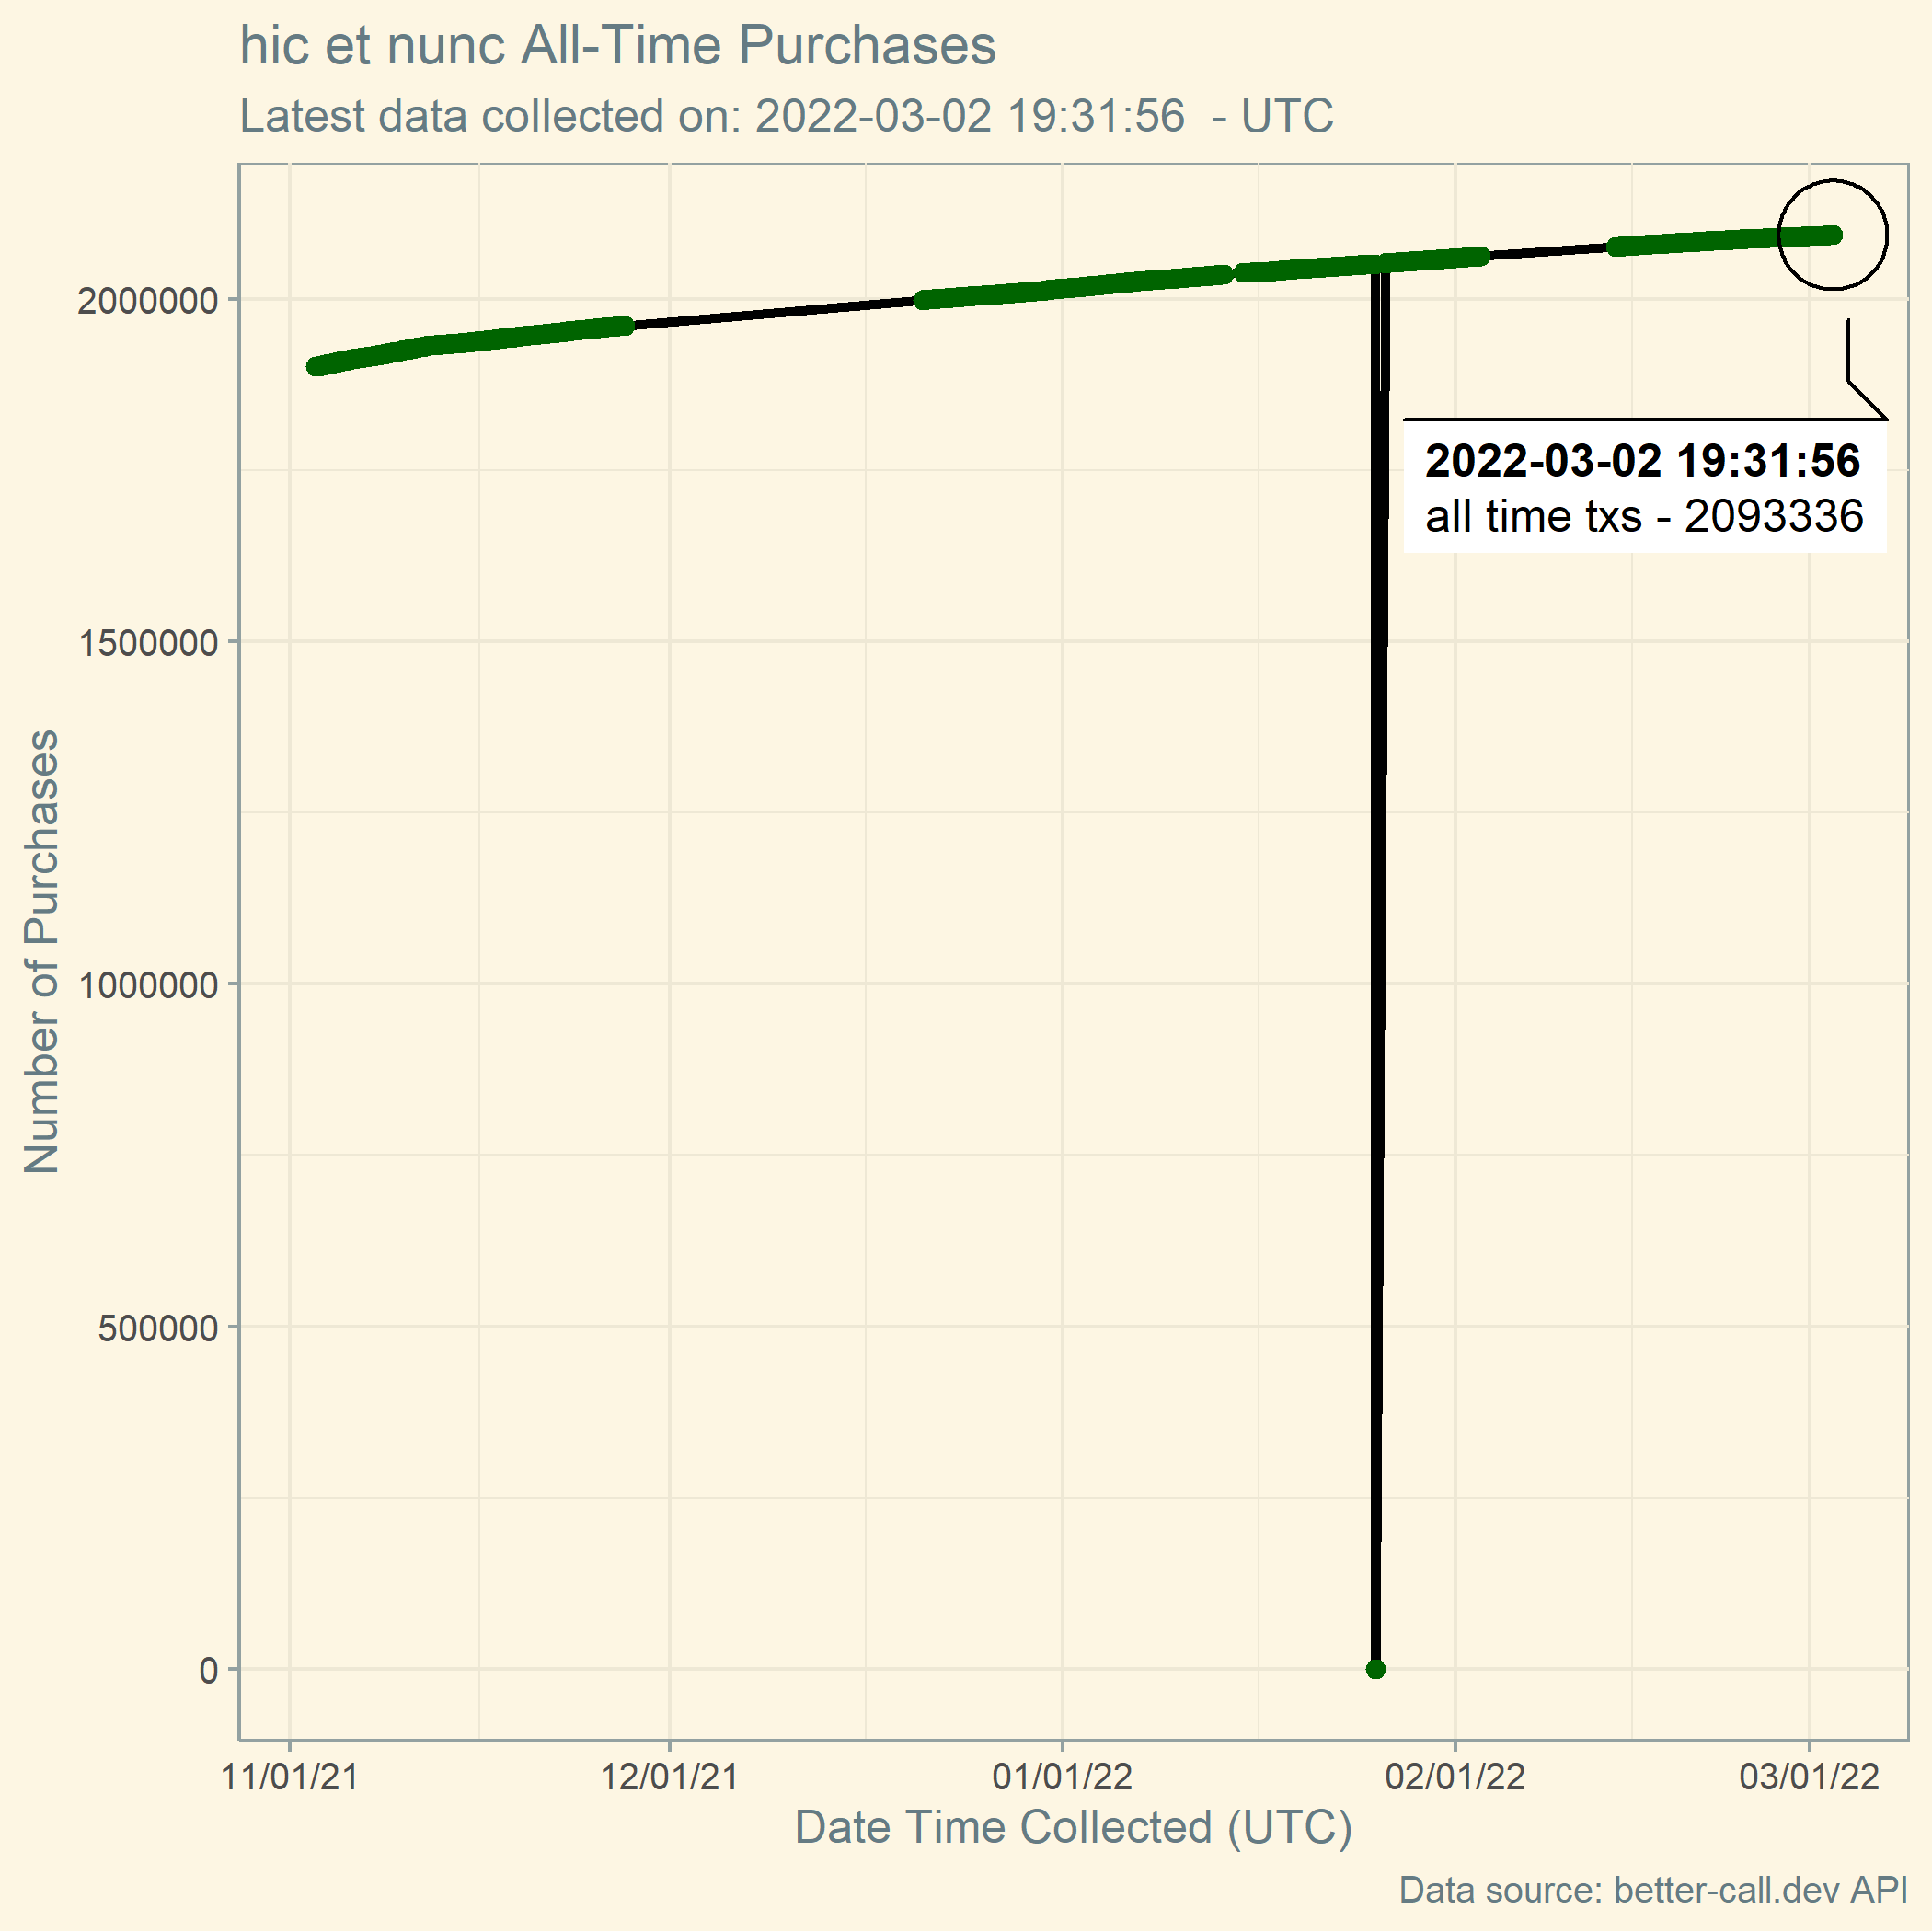 hic et nunc All-Time Purchases
Latest data collected on: 2022-03-02 19:31:56  - UTC
2000000
1500000
1000000
500000
0
Number of Purchases
2022-03-02 19:31:56
all time txs - 2093336
11/01/21 12/01/21 01/01/22 02/01/22 03/01/22
Date Time Collected (UTC)
Data source: better-call.dev API